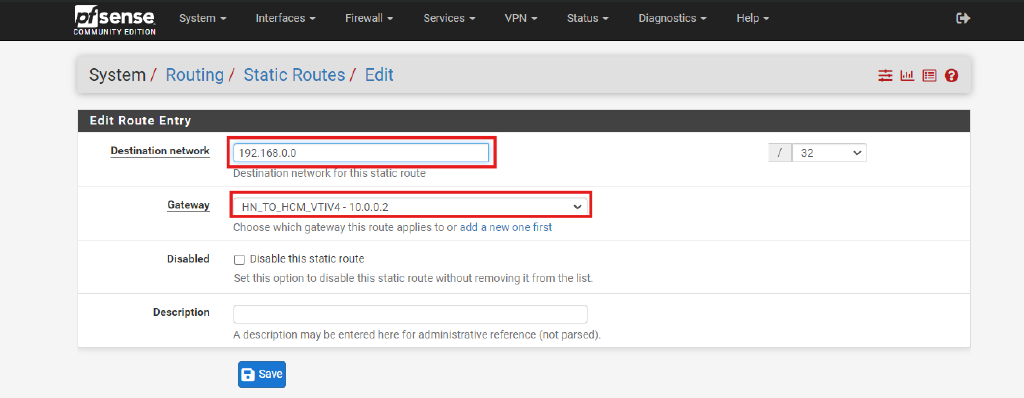 pfsense System Interfaces Firewall Services VPN Status Diagnostics Help
COMMUNITY EDITION
System / Routing / Static Routes / Edit
Edit Route Entry
Destination network 192.168.0.0 / 32
Destination network for this static route
Gateway HN_TO_HCM_VTIV4 - 10.0.0.2
Choose which gateway this route applies to or add a new one first
Disabled Disable this static route
Set this option to disable this static route without removing it from the list.
Description
A description may be entered here for administrative reference (not parsed).
Save